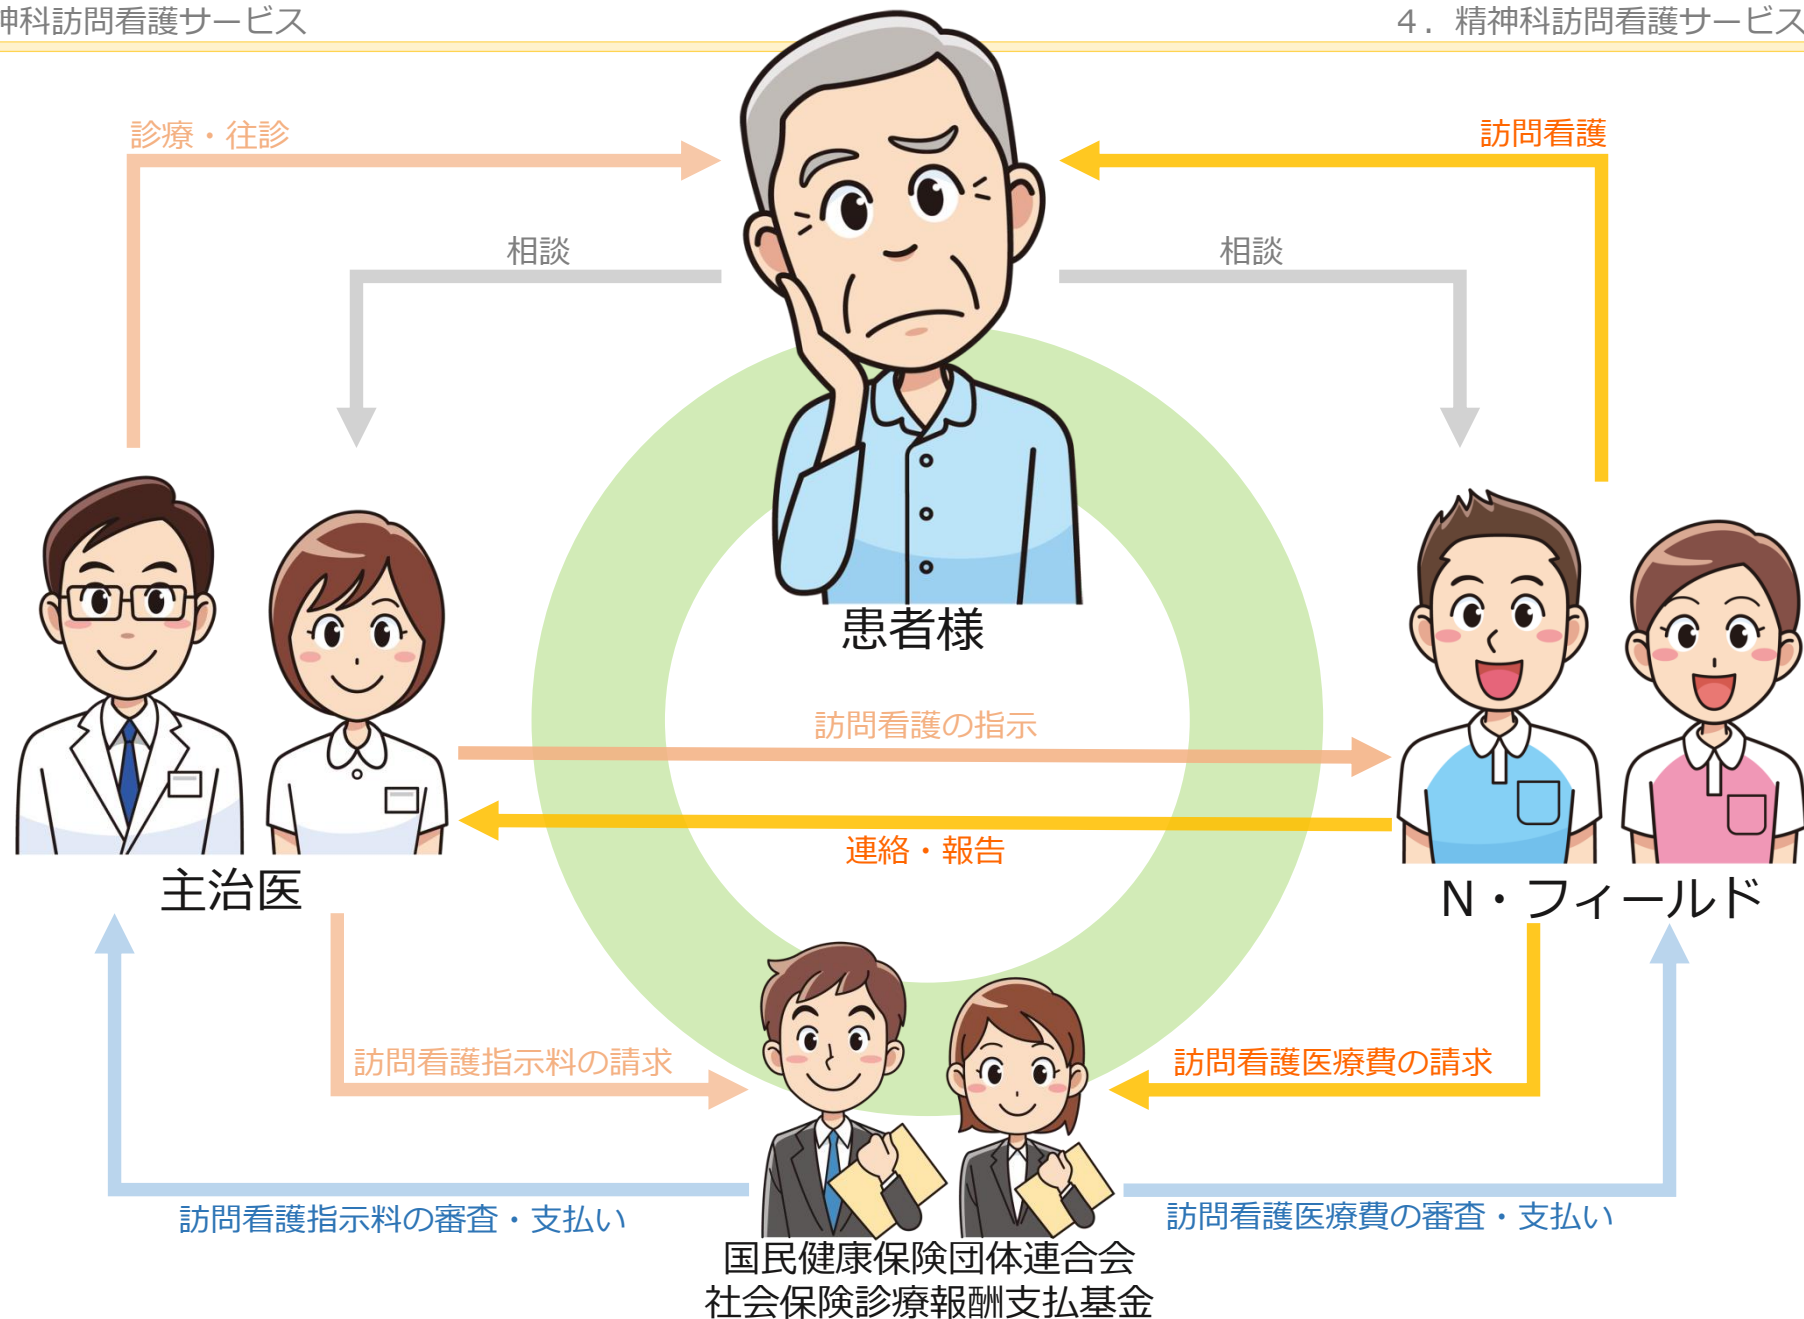 神科訪問看護サービス
４．精神科訪問看護サービス
診療・往診
訪問看護
相談
相談
患者様
訪問看護の指示
連絡・報告
主治医
N・フィールド
訪問看護指示料の請求
訪問看護医療費の請求
訪問看護指示料の審査・支払い
訪問看護医療費の審査・支払い
国民健康保険団体連合会
社会保険診療報酬支払基金